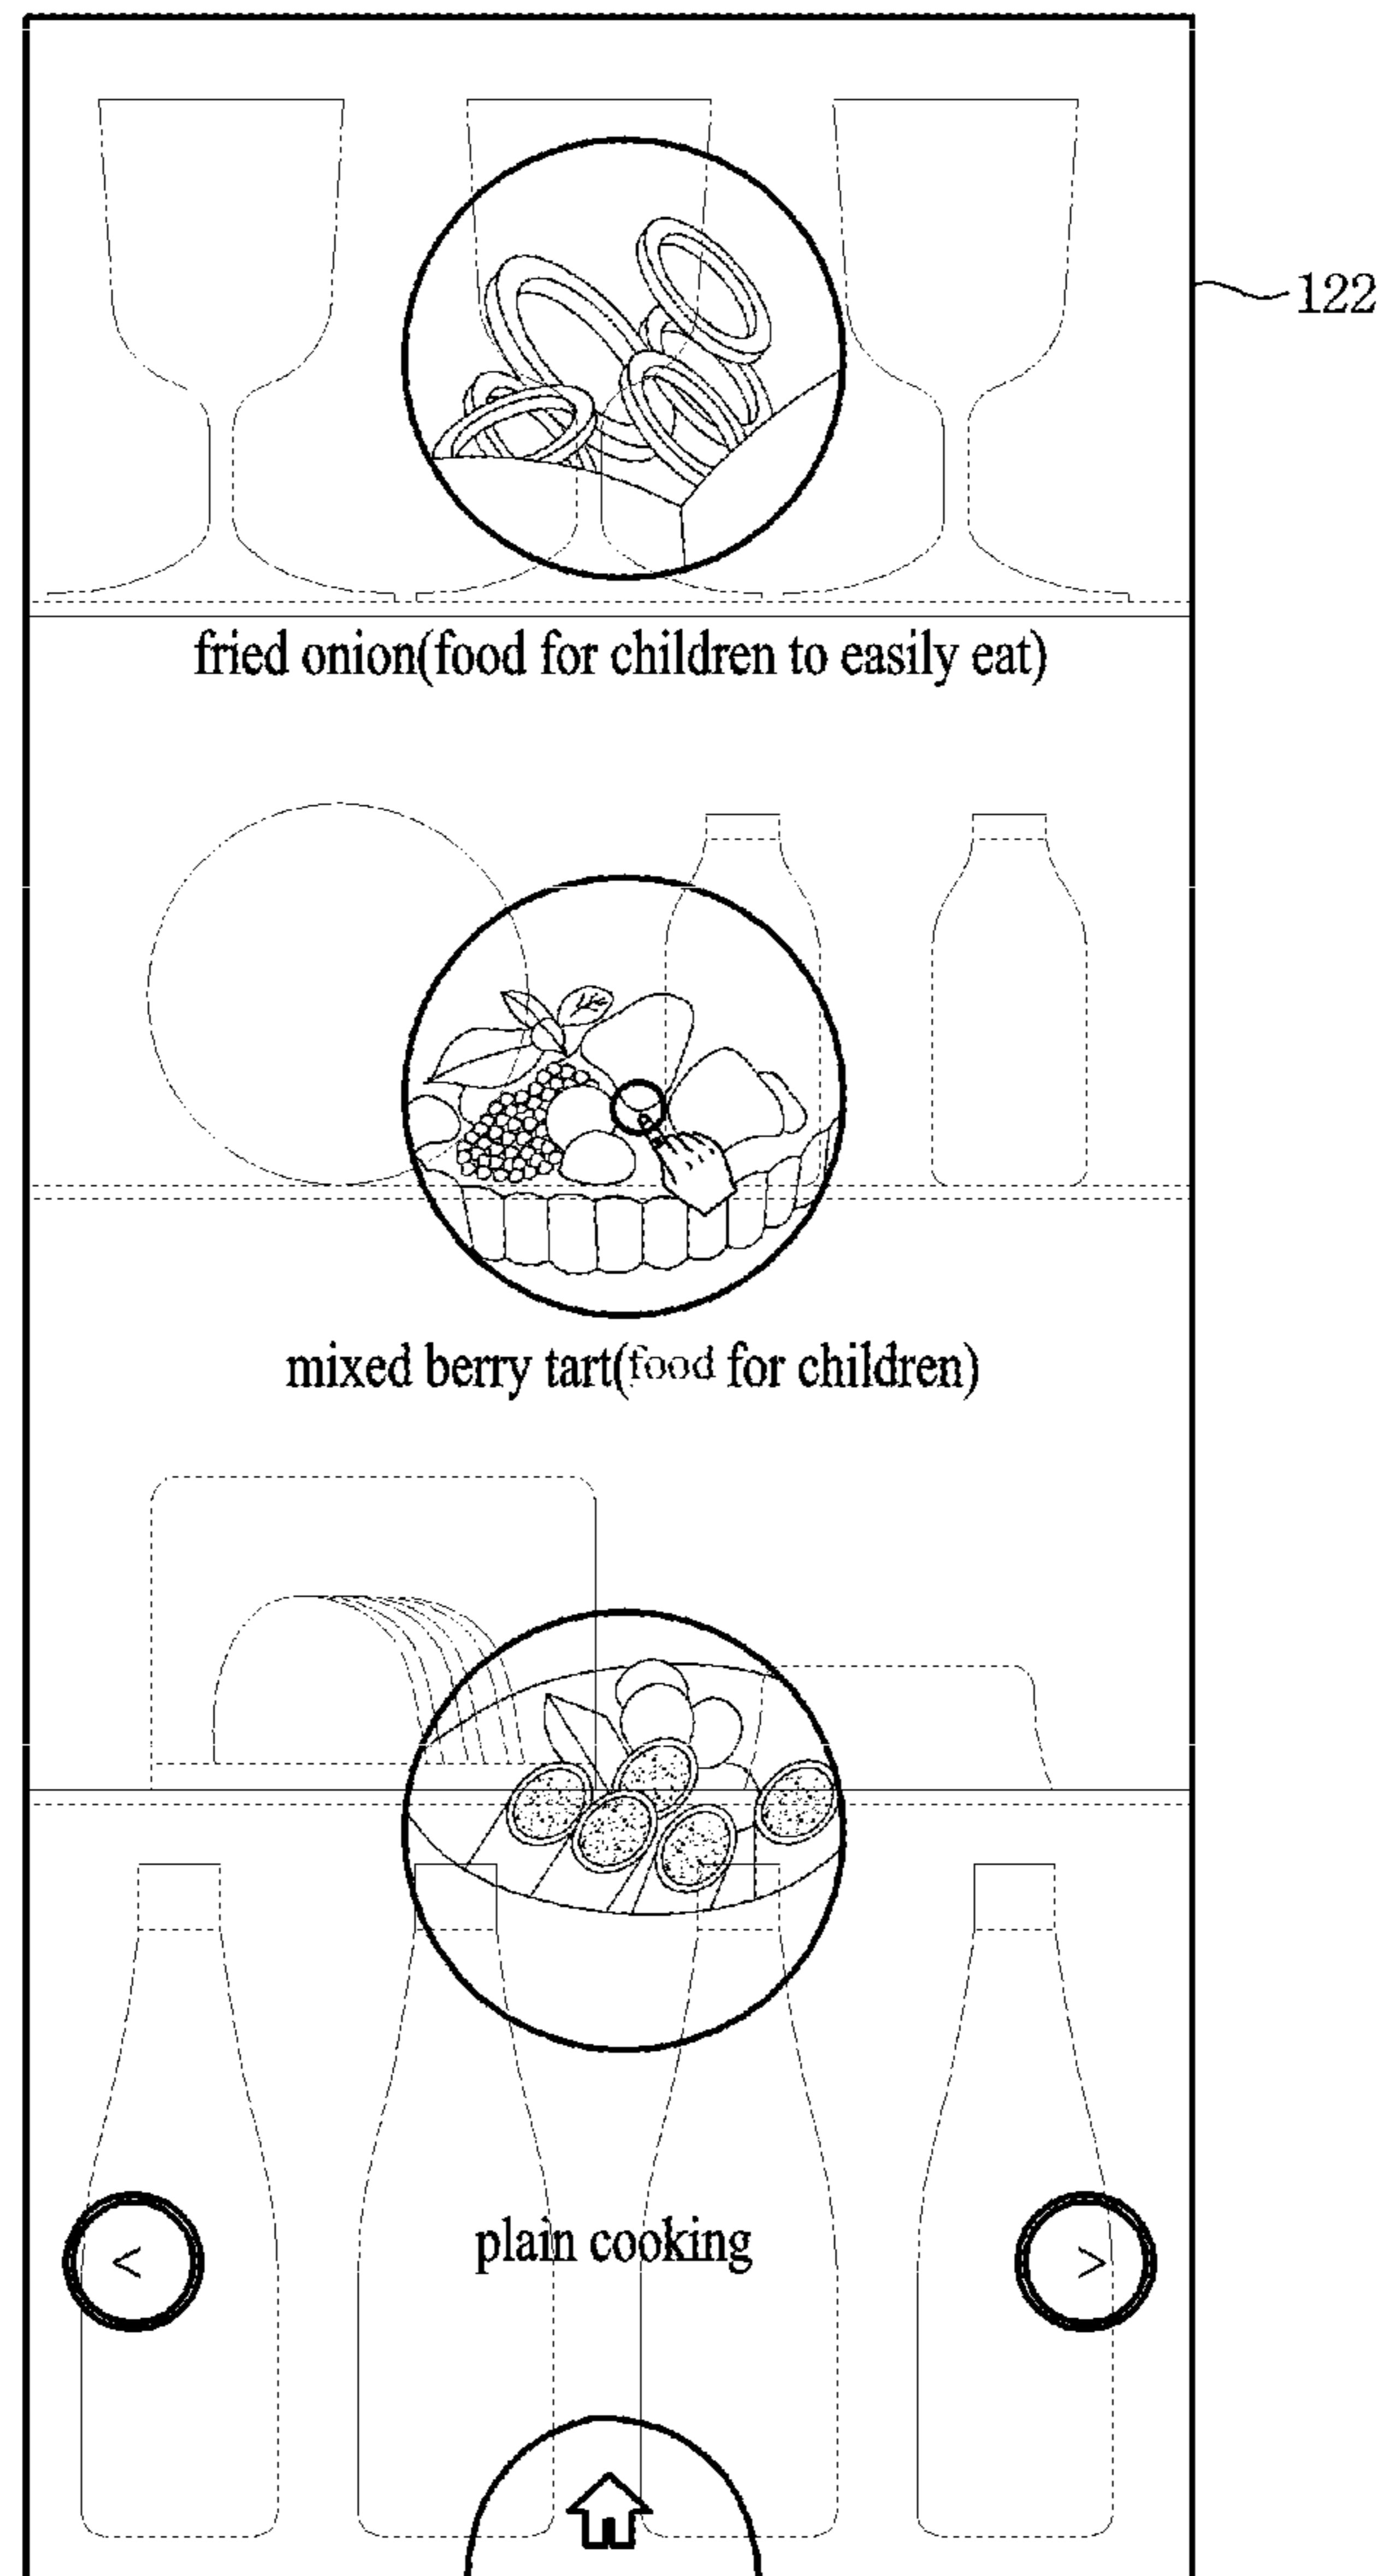 122
fried onion(food for children to easily eat)
mixed berry tart(food for children)
plain cooking
< >